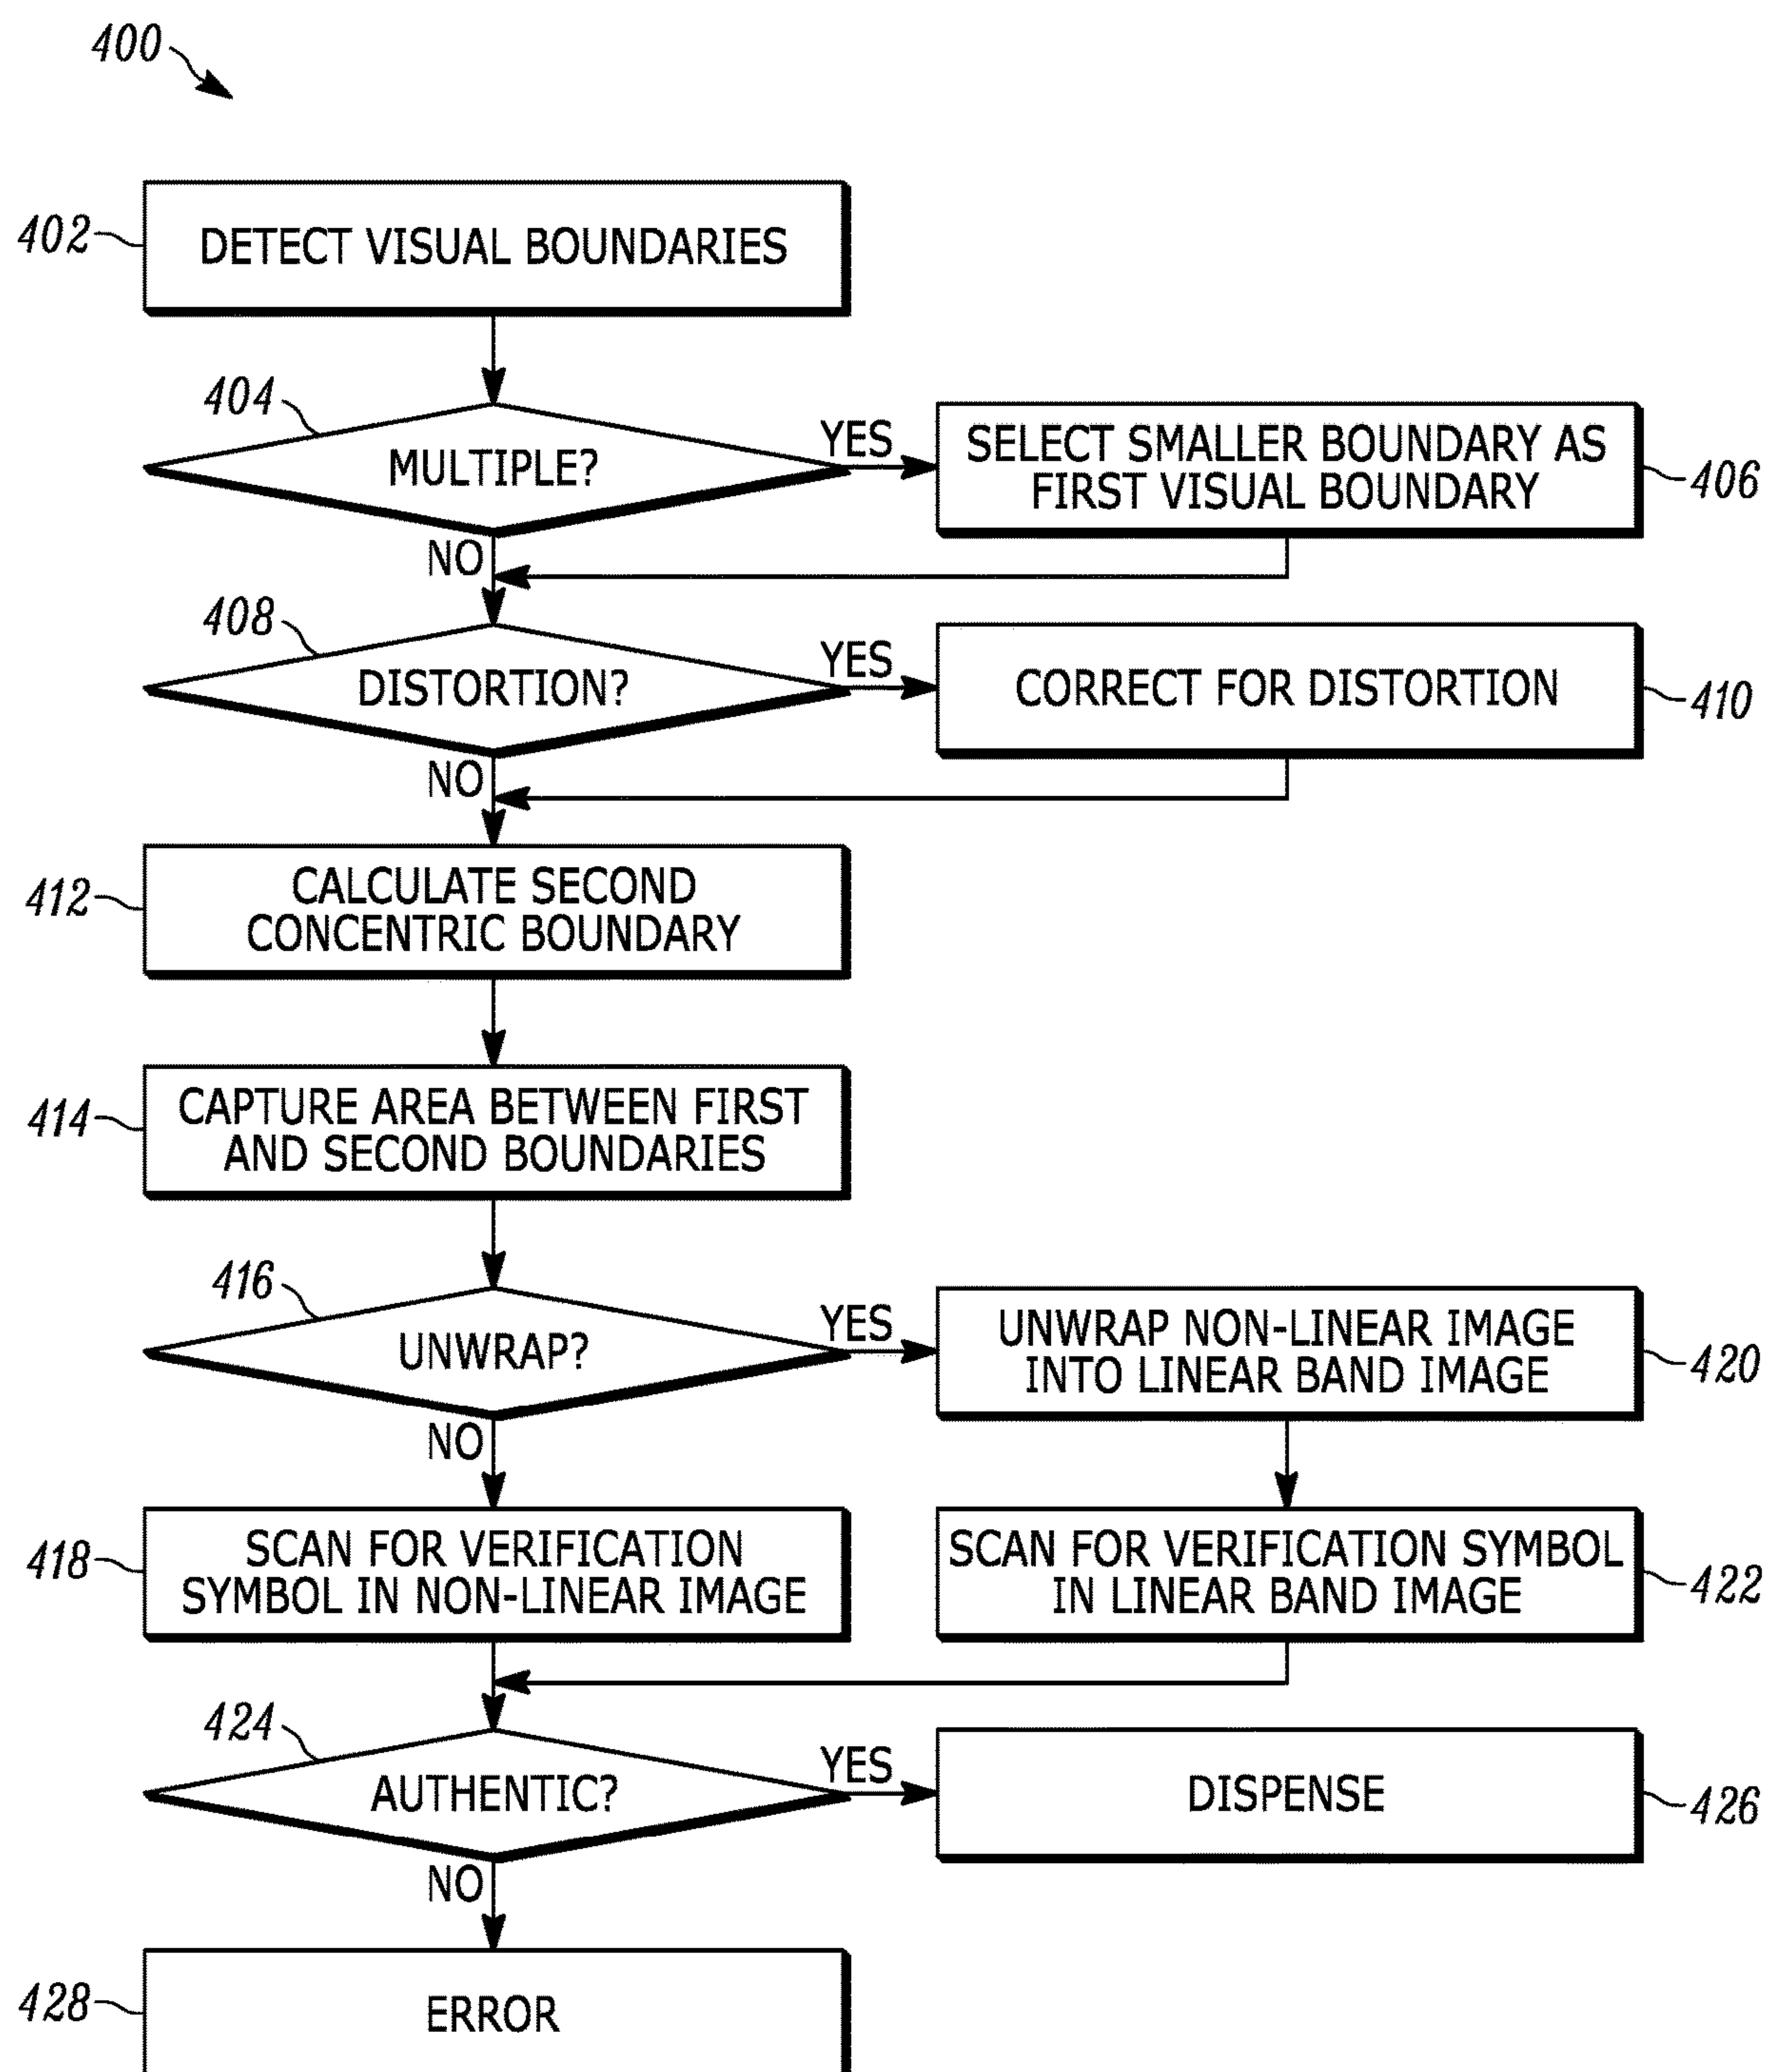 400
402
DETECT VISUAL BOUNDARIES
404
MULTIPLE?
YES
NO
SELECT SMALLER BOUNDARY AS
FIRST VISUAL BOUNDARY
406
408
DISTORTION?
YES
NO
CORRECT FOR DISTORTION
410
412
CALCULATE SECOND
CONCENTRIC BOUNDARY
414
CAPTURE AREA BETWEEN FIRST
AND SECOND BOUNDARIES
416
UNWRAP?
YES
NO
UNWRAP NON-LINEAR IMAGE
INTO LINEAR BAND IMAGE
420
418
SCAN FOR VERIFICATION
SYMBOL IN NON-LINEAR IMAGE
SCAN FOR VERIFICATION SYMBOL
IN LINEAR BAND IMAGE
422
424
AUTHENTIC?
YES
NO
DISPENSE
426
428
ERROR